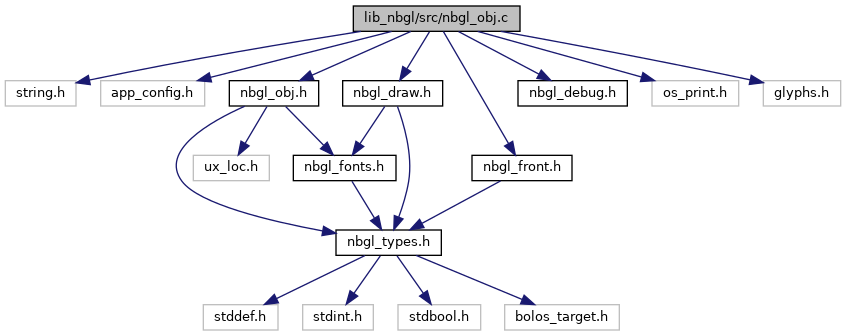 lib_nbgl/src/nbgl_obj.c
string.h
app_config.h
nbgl_obj.h
nbgl_draw.h
nbgl_debug.h
os_print.h
glyphs.h
ux_loc.h
nbgl_fonts.h
nbgl_front.h
nbgl_types.h
stddef.h
stdint.h
stdbool.h
bolos_target.h